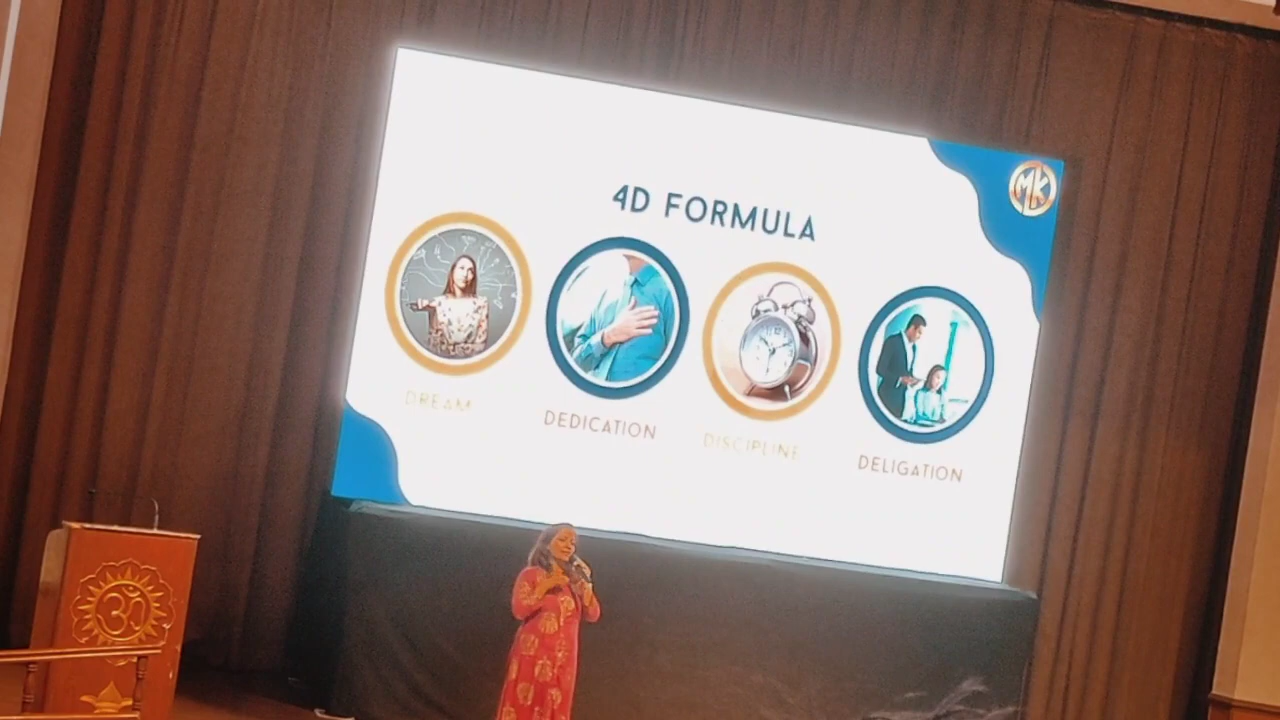 MK
4D FORMULA
DREAM
DEDICATION
DISCIPLINE
DELIGATION
ॐ